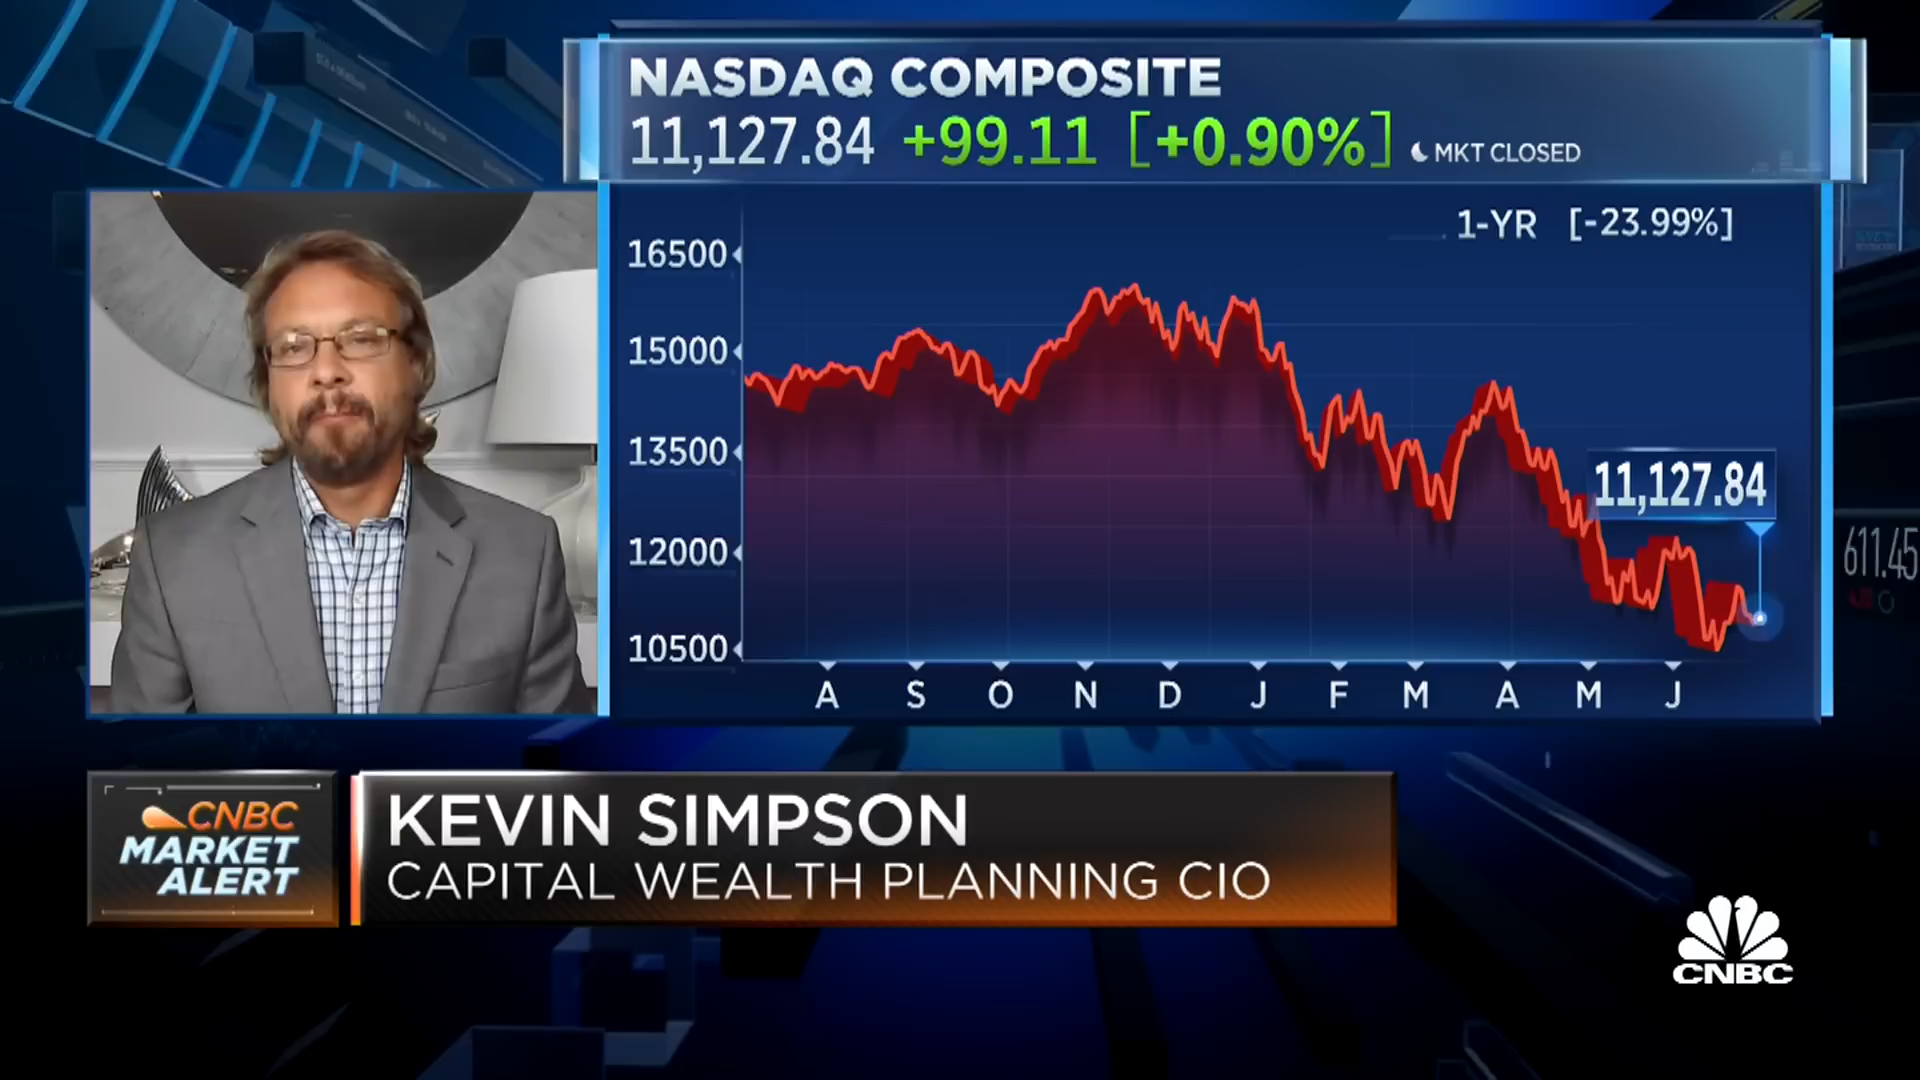 NASDAQ COMPOSITE
11,127.84 +99.11 [+0.90%] MKT CLOSED
1-YR [-23.99%]
16500
15000
13500
12000
10500
11,127.84
A S O N D J F M A M J
611.45
CNBC
MARKET
ALERT
KEVIN SIMPSON
CAPITAL WEALTH PLANNING CIO
CNBC